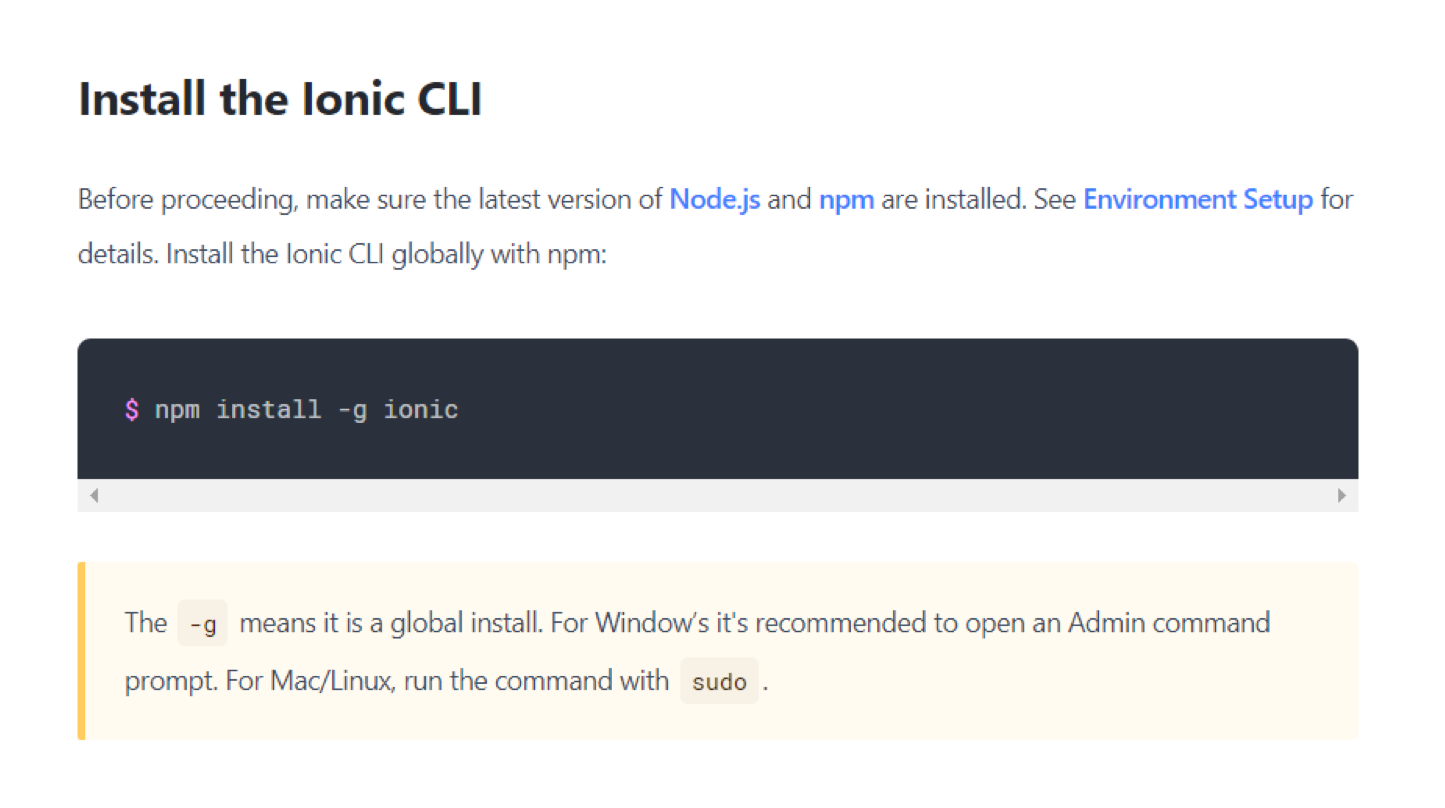 Install the Ionic CLI
Before proceeding, make sure the latest version of Node.js and npm are installed. See Environment Setup for
details. Install the Ionic CLI globally with npm:
$ npm install -g ionic
The -g means it is a global install. For Window’s it's recommended to open an Admin command
prompt. For Mac/Linux, run the command with sudo.